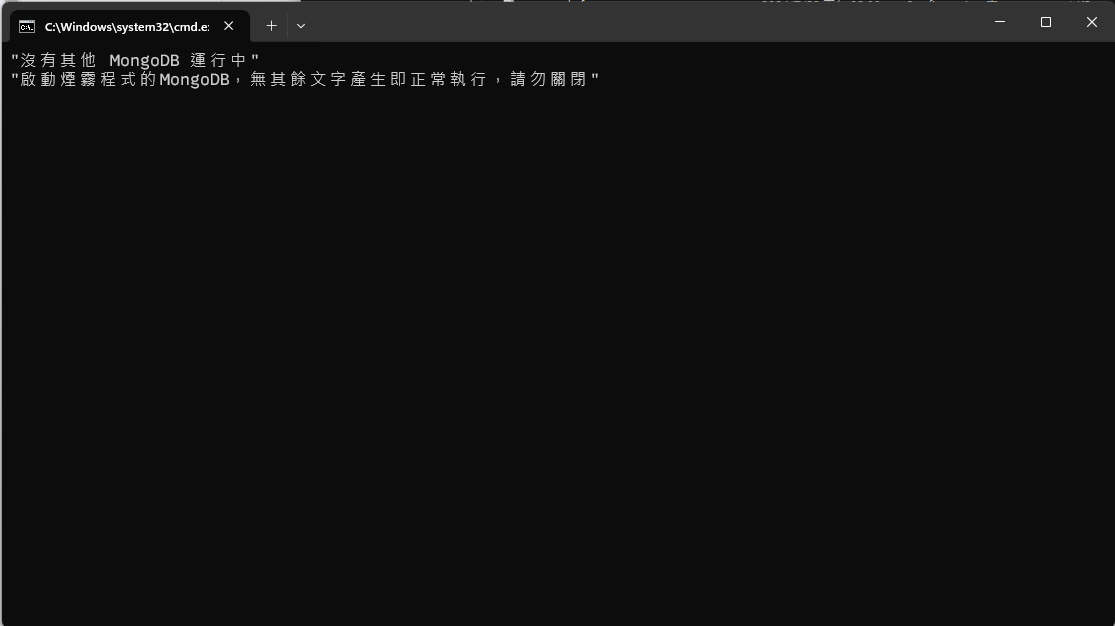 C:\Windows\system32\cmd.e
"沒有其他 MongoDB 運行中"
"啟動煙霧程式的MongoDB，無其餘文字產生即正常執行，請勿關閉"